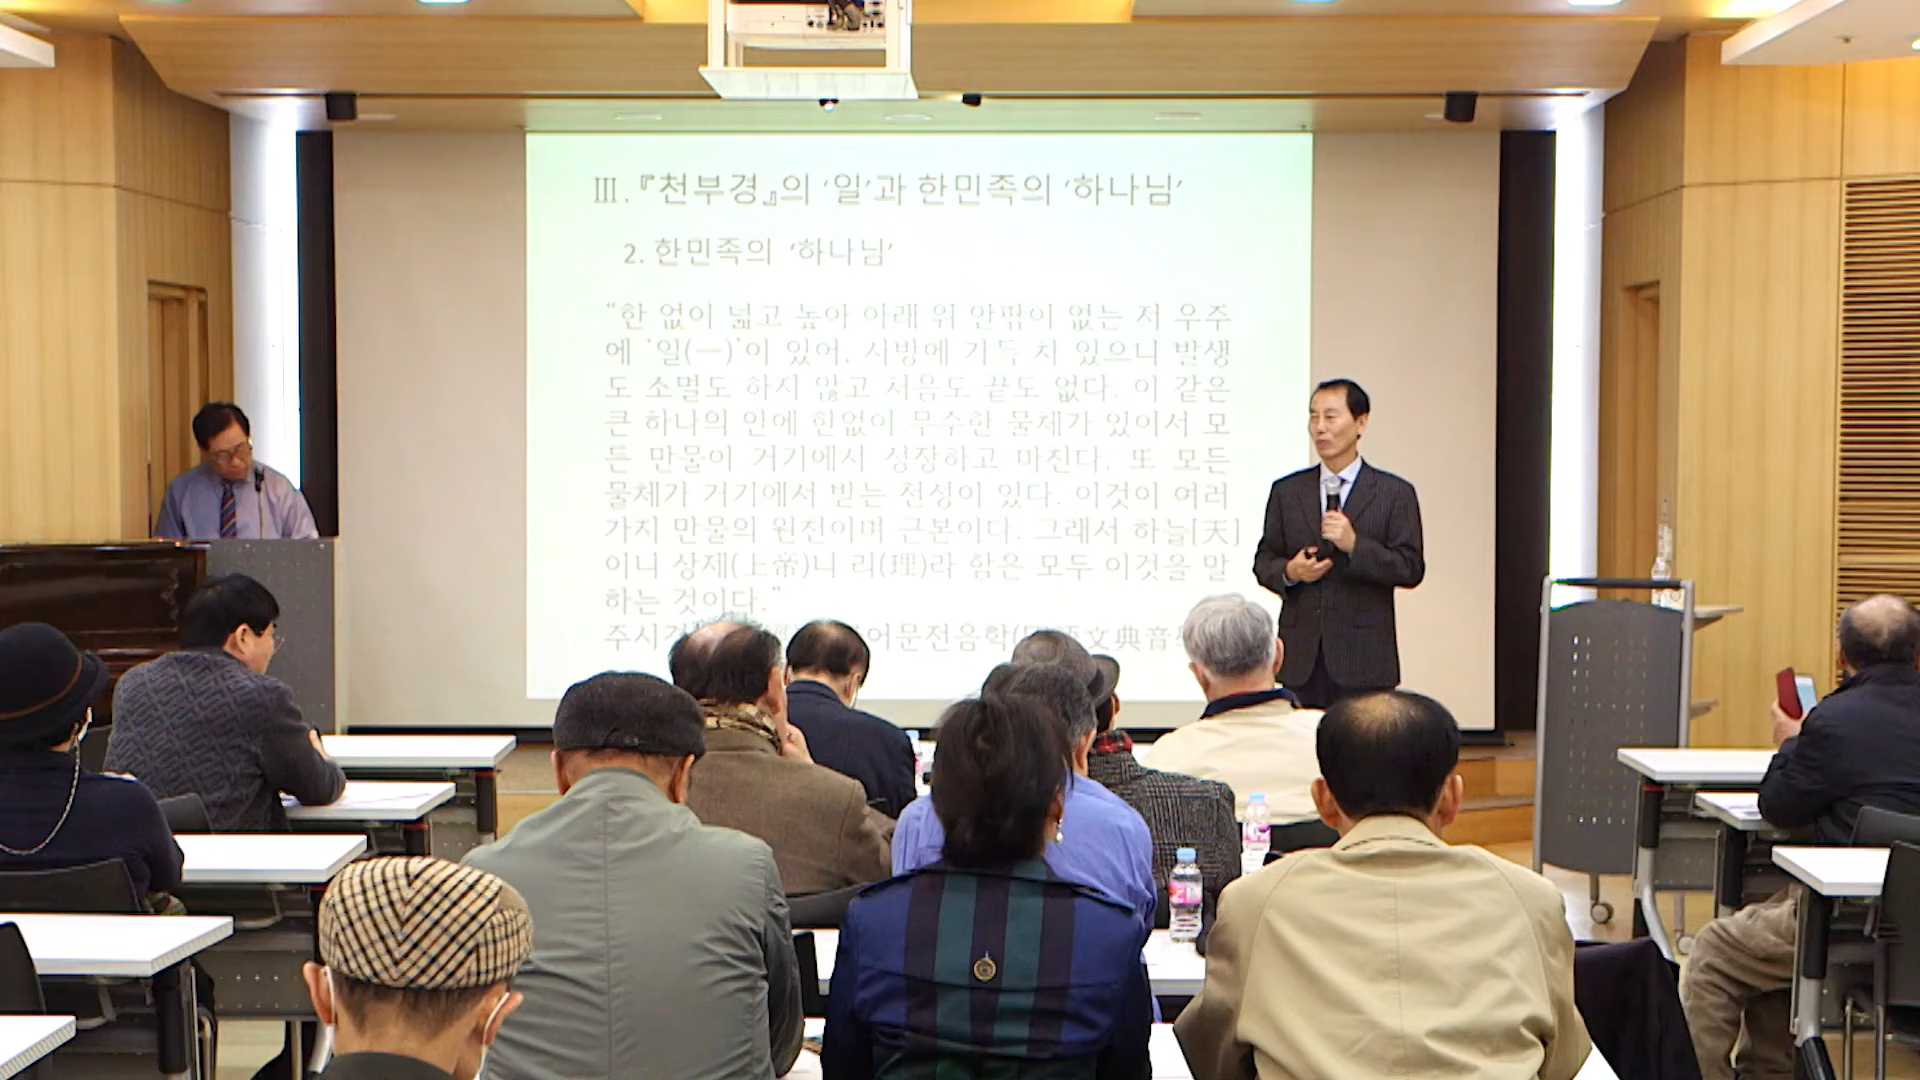 Ⅲ. 『천부경』의 '일'과 한민족의 '하나님'
2. 한민족의 '하나님'
“한 없이 넓고 높아 아래 위 안팎이 없는 저 우주
에 '일(一)'이 있어, 사방에 가득 차 있으니 발생
도 소멸도 하지 않고 처음도 끝도 없다. 이 같은
큰 하나의 안에 한없이 무수한 물체가 있어서 모
든 만물이 거기에서 성장하고 마친다. 또 모든
물체가 거기에서 받는 천성이 있다. 이것이 여러
가지 만물의 원천이며 근본이다. 그래서 하늘[天]
이니 상제(上帝)니 리(理)라 함은 모두 이것을 말
하는 것이다.”
주시경 어문전음학 文典音